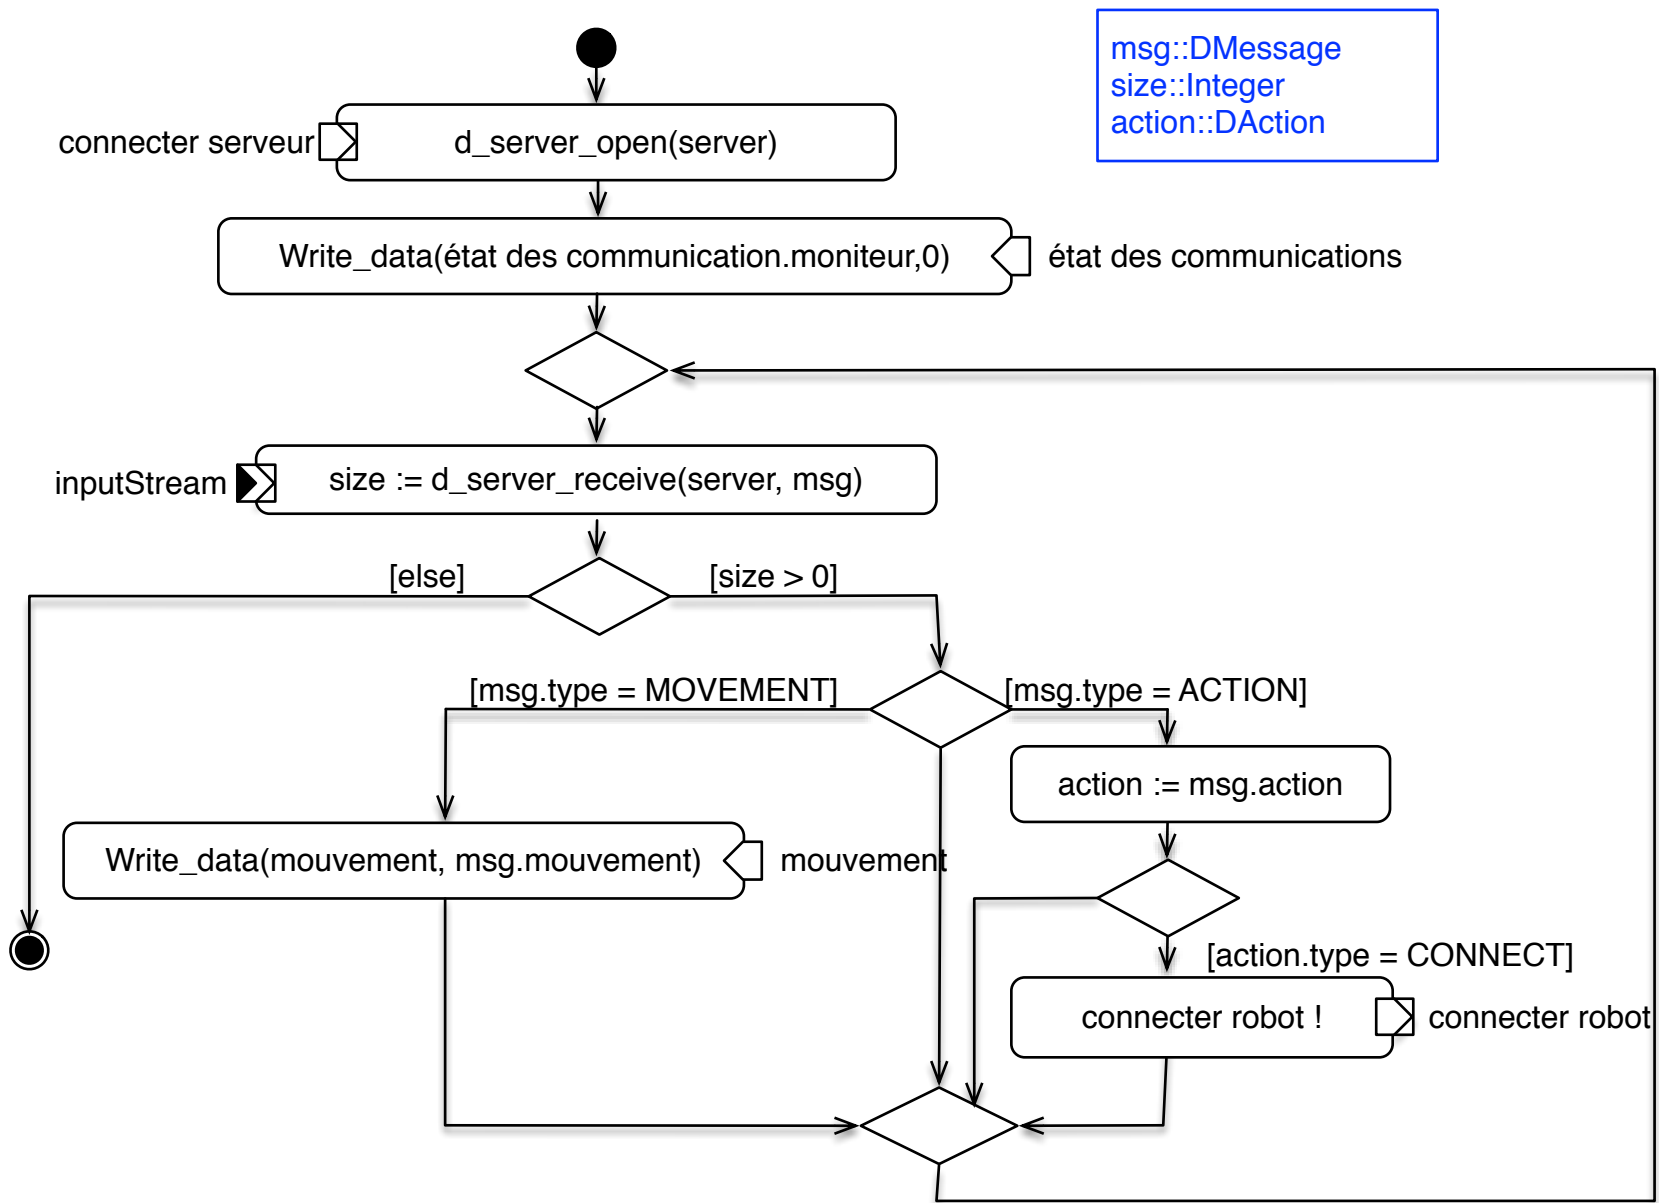 msg::DMessage
size::Integer
action::DAction
connecter serveur
d_server_open(server)
Write_data(état des communication.moniteur,0)
état des communications
inputStream
size := d_server_receive(server, msg)
[else]
[size > 0]
[msg.type = MOVEMENT]
[msg.type = ACTION]
action := msg.action
Write_data(mouvement, msg.mouvement)
mouvement
[action.type = CONNECT]
connecter robot !
connecter robot